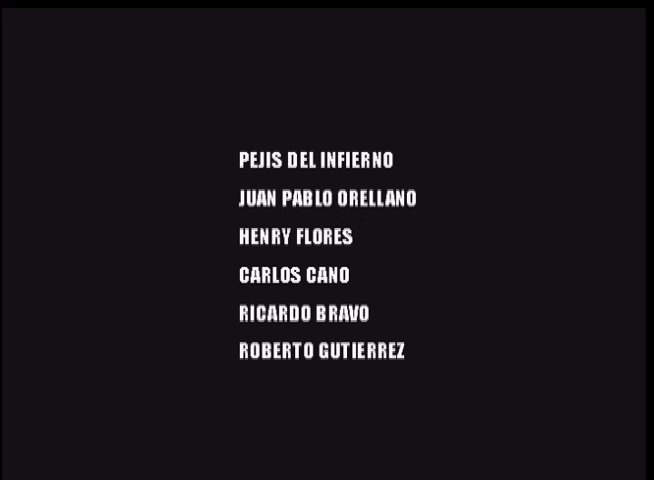 PEJIS DEL INFIERNO
JUAN PABLO ORELLANO
HENRY FLORES
CARLOS CANO
RICARDO BRAVO
ROBERTO GUTIERREZ